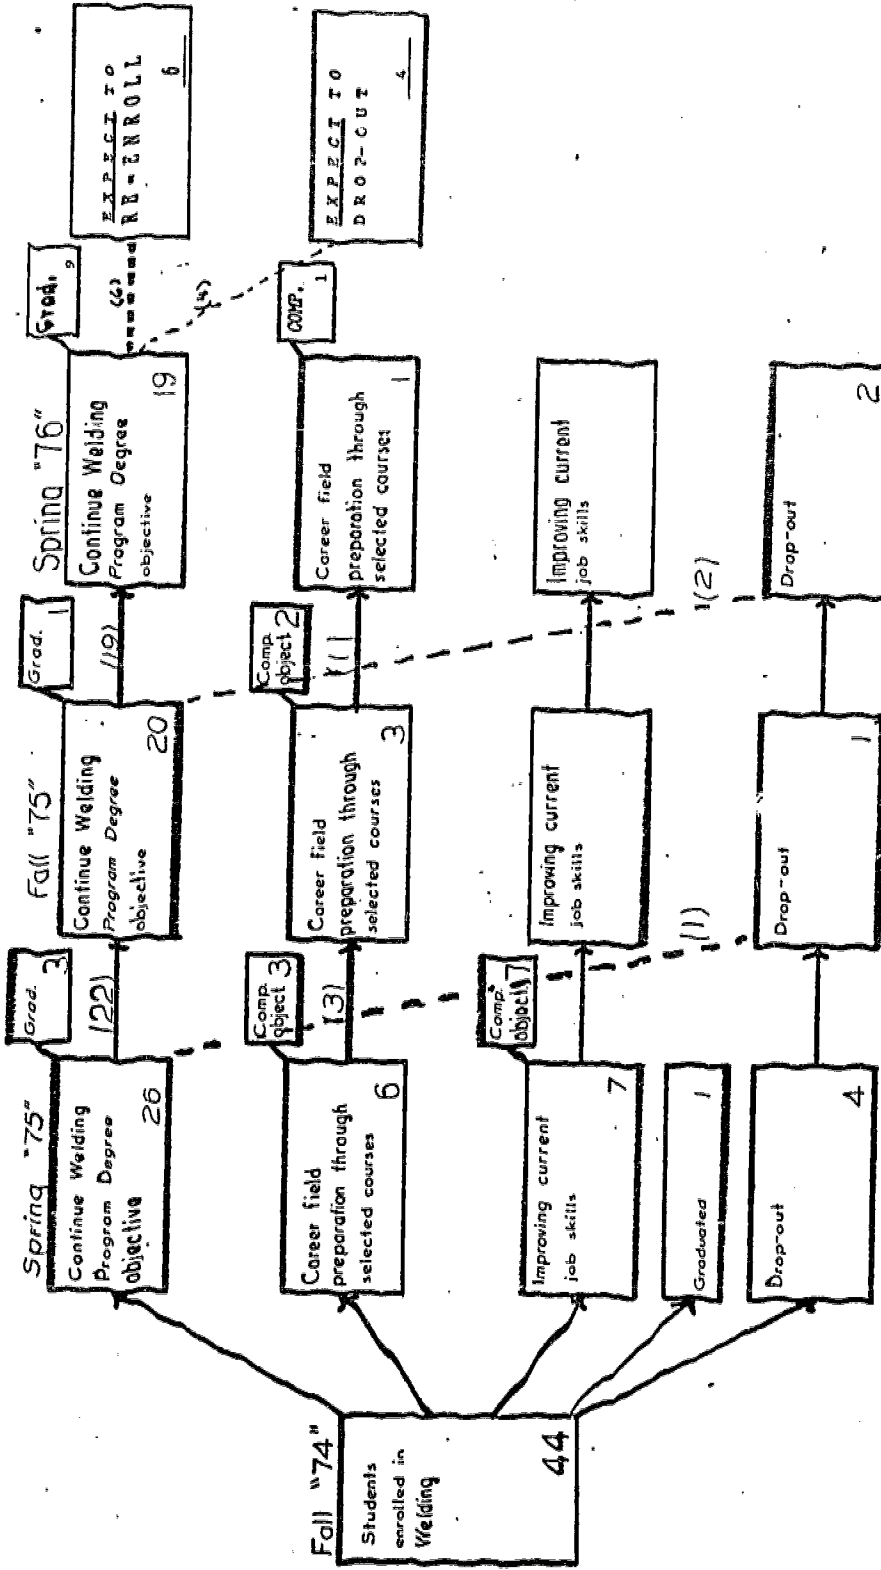 Fall "74"
Students
enrolled in
Welding
44
Spring "75"
Continue Welding
Program Degree
objective
26
Grad.
3
(22)
Career field
preparation through
selected courses
6
Comp.
object
3
(3)
Improving current
job skills
7
Comp.
object
7
Graduated
1
Drop-out
4
(1)
Fall "75"
Continue Welding
Program Degree
objective
20
Grad.
1
(19)
Career field
preparation through
selected courses
3
Comp.
object
2
(1)
Improving current
job skills
Drop-out
1
(2)
Spring "76"
Continue Welding
Program Degree
objective
19
Grad.
9
(6)
(4)
Career field
preparation through
selected courses
1
COMP.
1
Improving current
job skills
Drop-out
2
EXPECT TO
RE-ENROLL
6
EXPECT TO
DROP-OUT
4